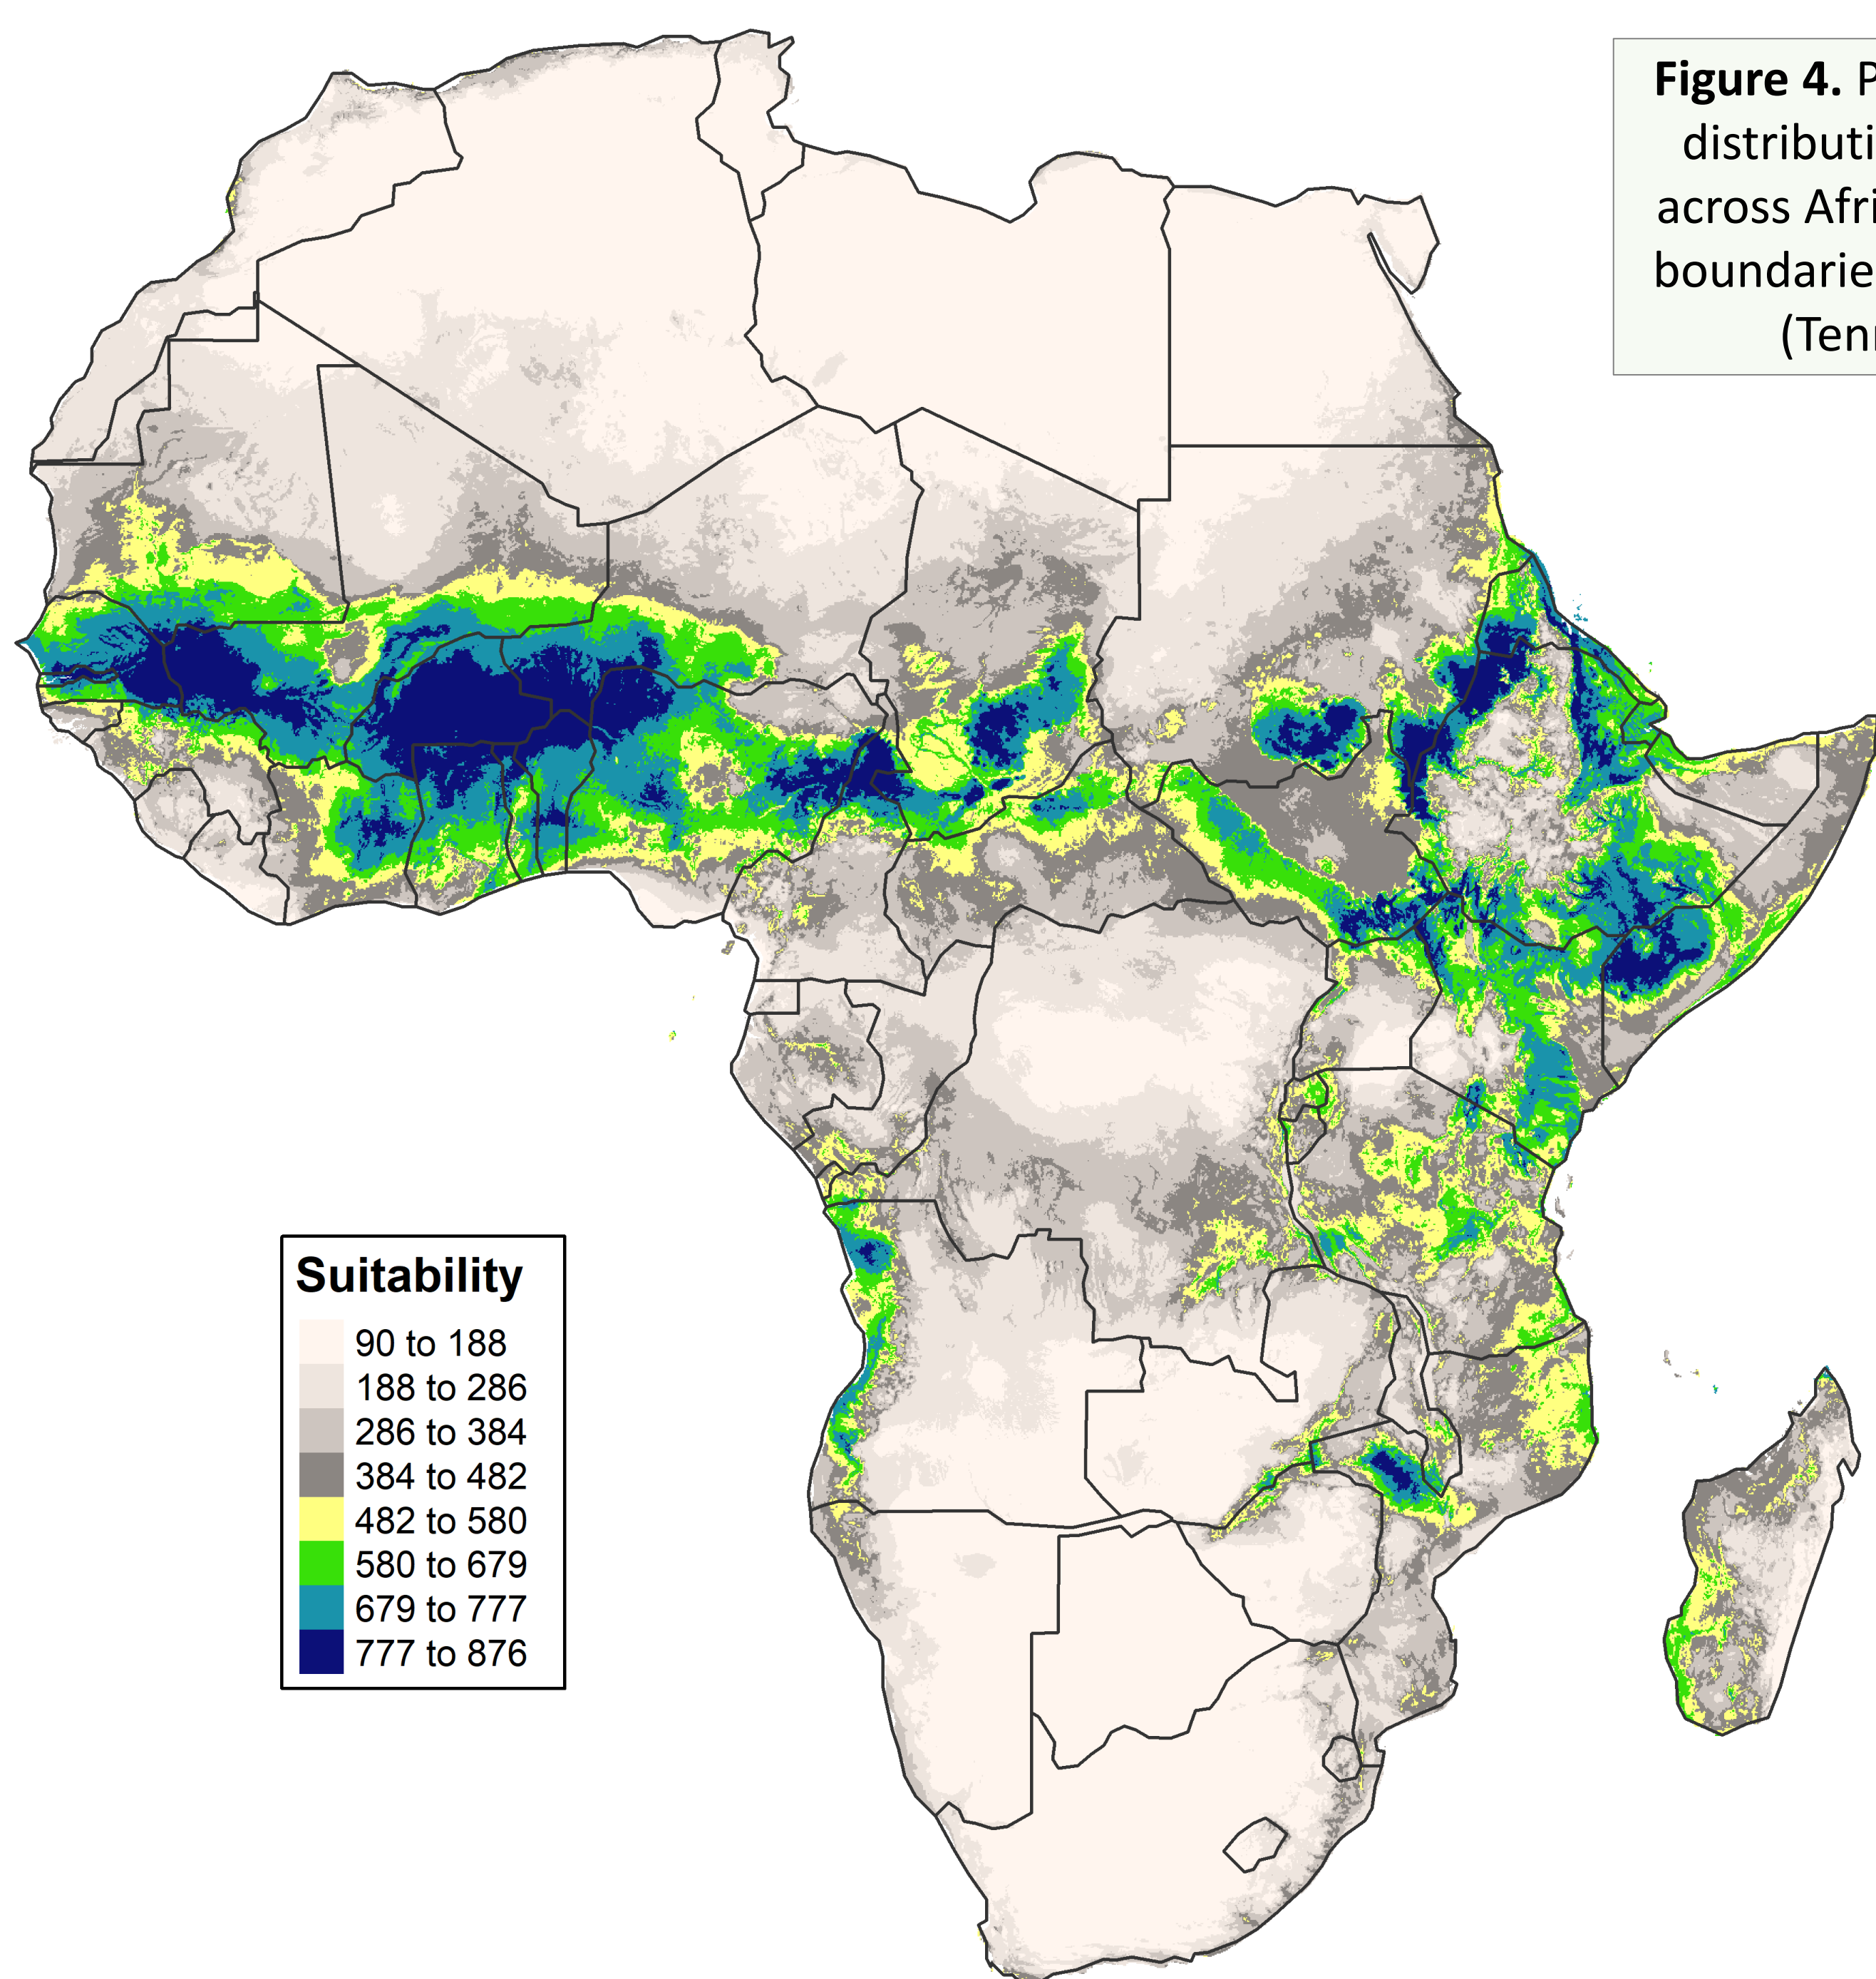 Figure 4. P
distributi
across Afri
boundarie
(Ten
Suitability
90 to 188
188 to 286
286 to 384
384 to 482
482 to 580
580 to 679
679 to 777
777 to 876